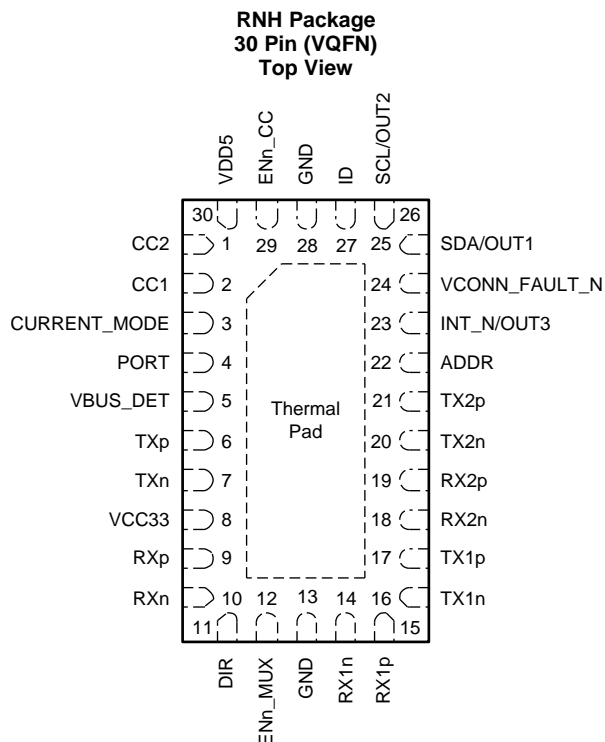 RNH Package
30 Pin (VQFN)
Top View
VDD5
ENn_CC
GND
ID
SCL/OUT2
30
29
28
27
26
CC2 1
25 SDA/OUT1
CC1 2
24 VCONN_FAULT_N
CURRENT_MODE 3
23 INT_N/OUT3
PORT 4
22 ADDR
VBUS_DET 5
21 TX2p
Thermal
Pad
TXp 6
20 TX2n
TXn 7
19 RX2p
VCC33 8
18 RX2n
RXp 9
17 TX1p
RXn 10
16 TX1n
11
12
13
14
15
DIR
ENn_MUX
GND
RX1n
RX1p